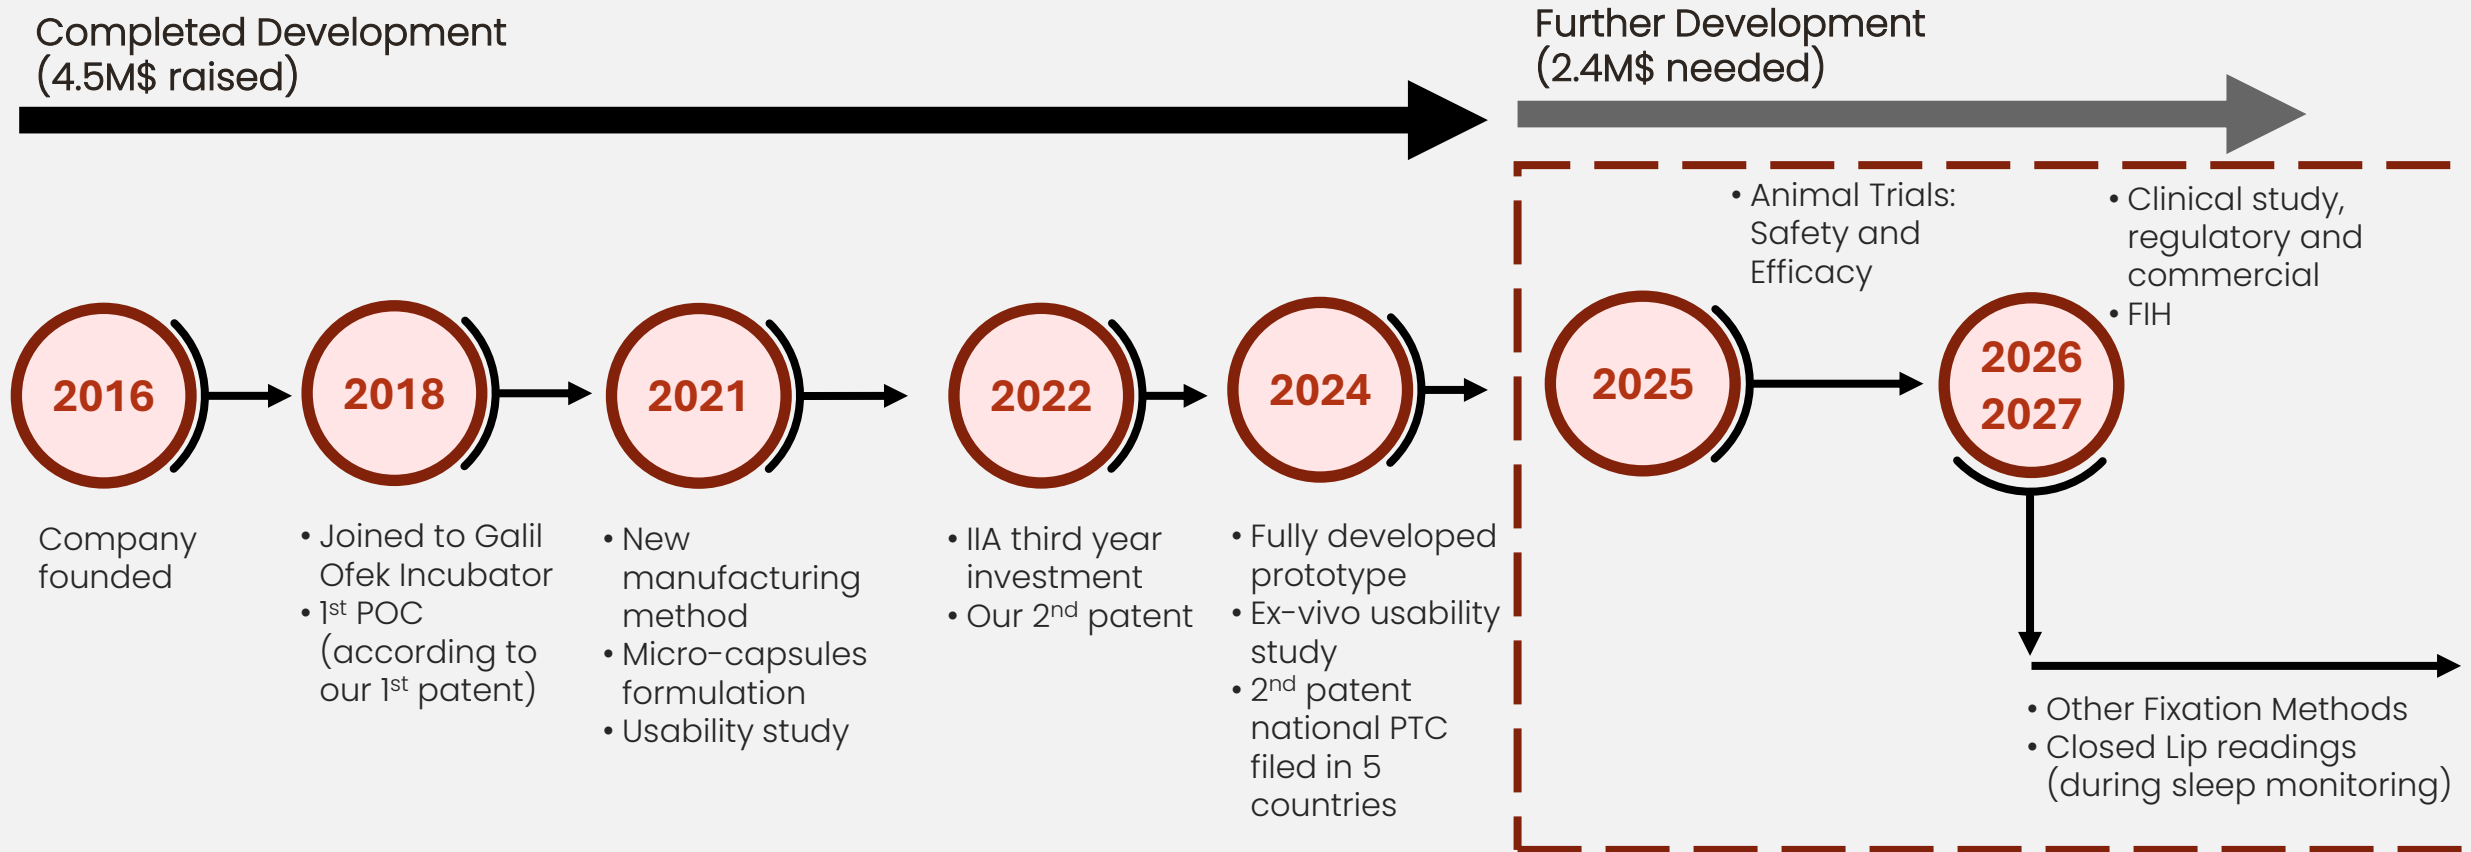 Completed Development
(4.5M$ raised)
Further Development
(2.4M$ needed)
• Animal Trials:
Safety and
Efficacy
• Clinical study,
regulatory and
commercial
• FIH
2016
2018
2021
2022
2024
2025
2026
2027
Company
founded
• Joined to Galil
Ofek Incubator
• 1st POC
(according to
our 1st patent)
• New
manufacturing
method
• Micro-capsules
formulation
• Usability study
• IIA third year
investment
• Our 2nd patent
• Fully developed
prototype
• Ex-vivo usability
study
• 2nd patent
national PTC
filed in 5
countries
• Other Fixation Methods
• Closed Lip readings
(during sleep monitoring)